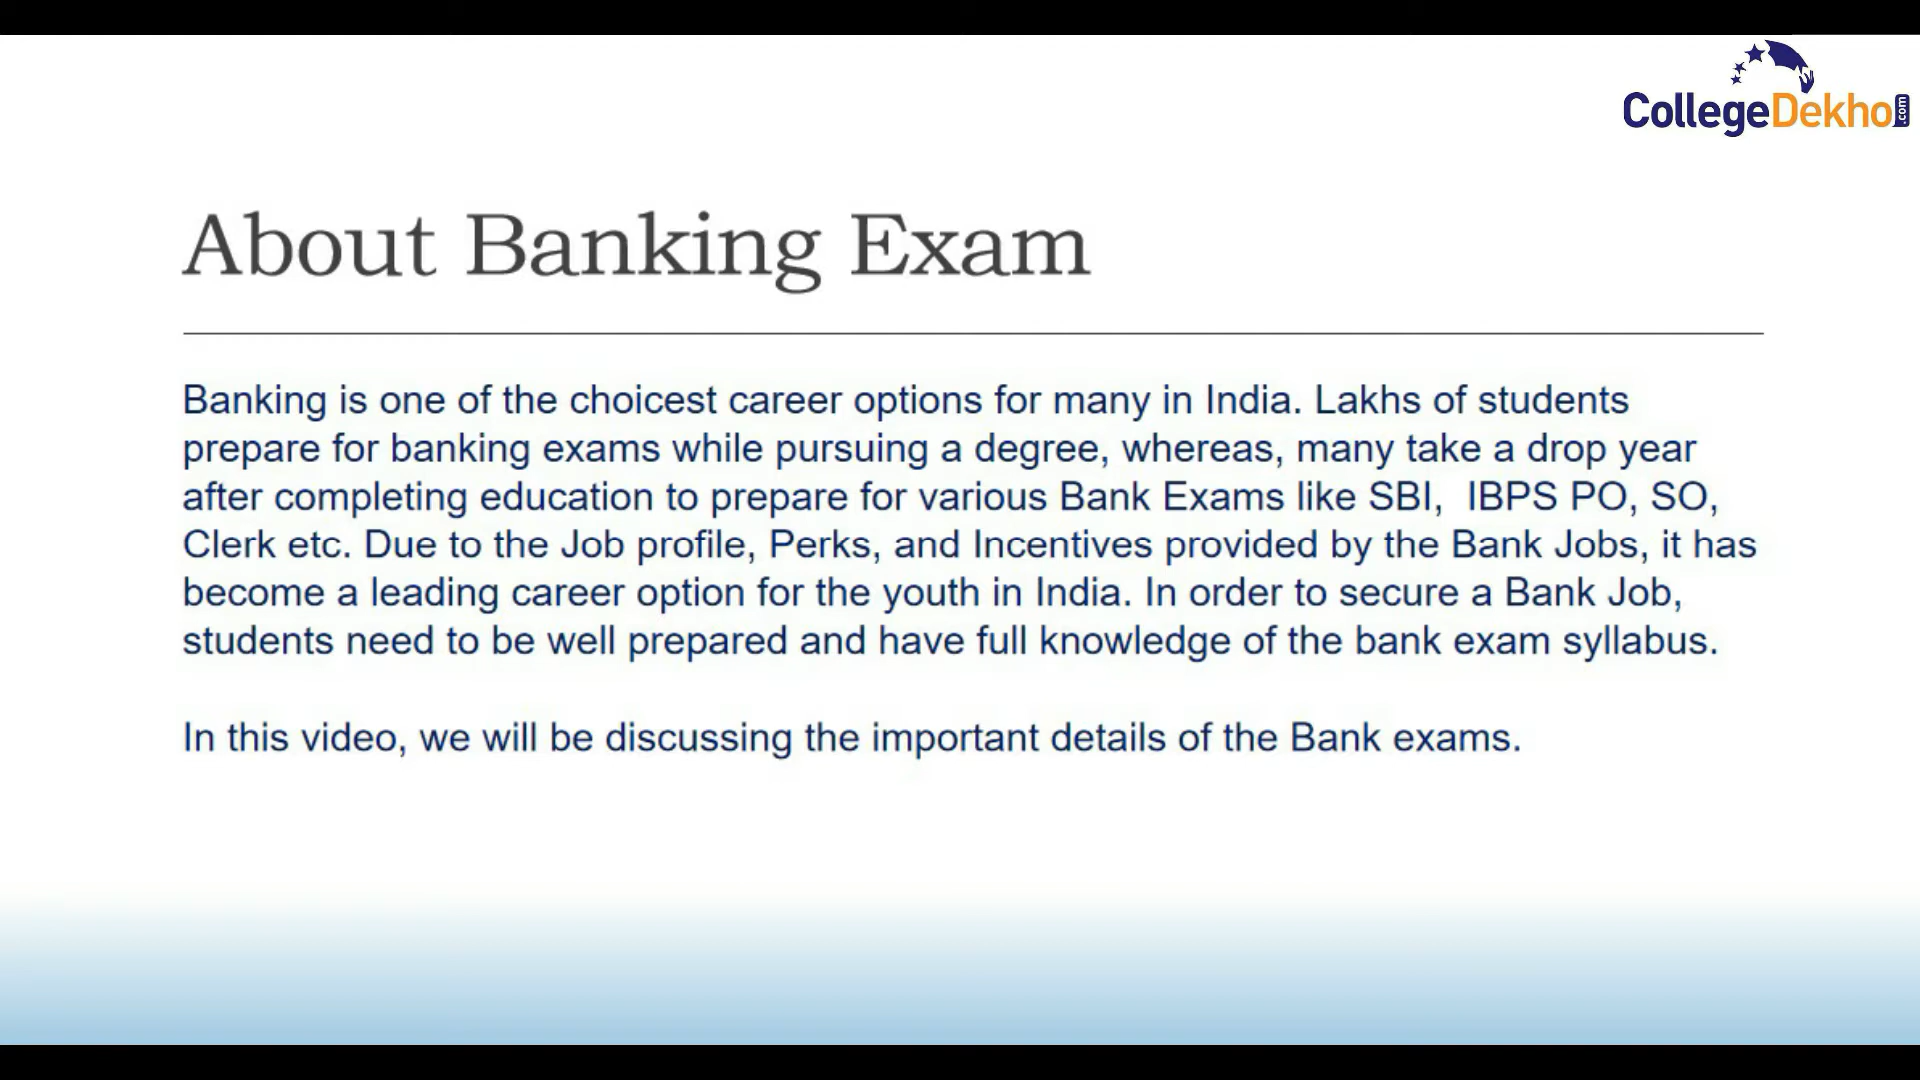 CollegeDekho.com
About Banking Exam
Banking is one of the choicest career options for many in India. Lakhs of students
prepare for banking exams while pursuing a degree, whereas, many take a drop year
after completing education to prepare for various Bank Exams like SBI,  IBPS PO, SO,
Clerk etc. Due to the Job profile, Perks, and Incentives provided by the Bank Jobs, it has
become a leading career option for the youth in India. In order to secure a Bank Job,
students need to be well prepared and have full knowledge of the bank exam syllabus.
In this video, we will be discussing the important details of the Bank exams.